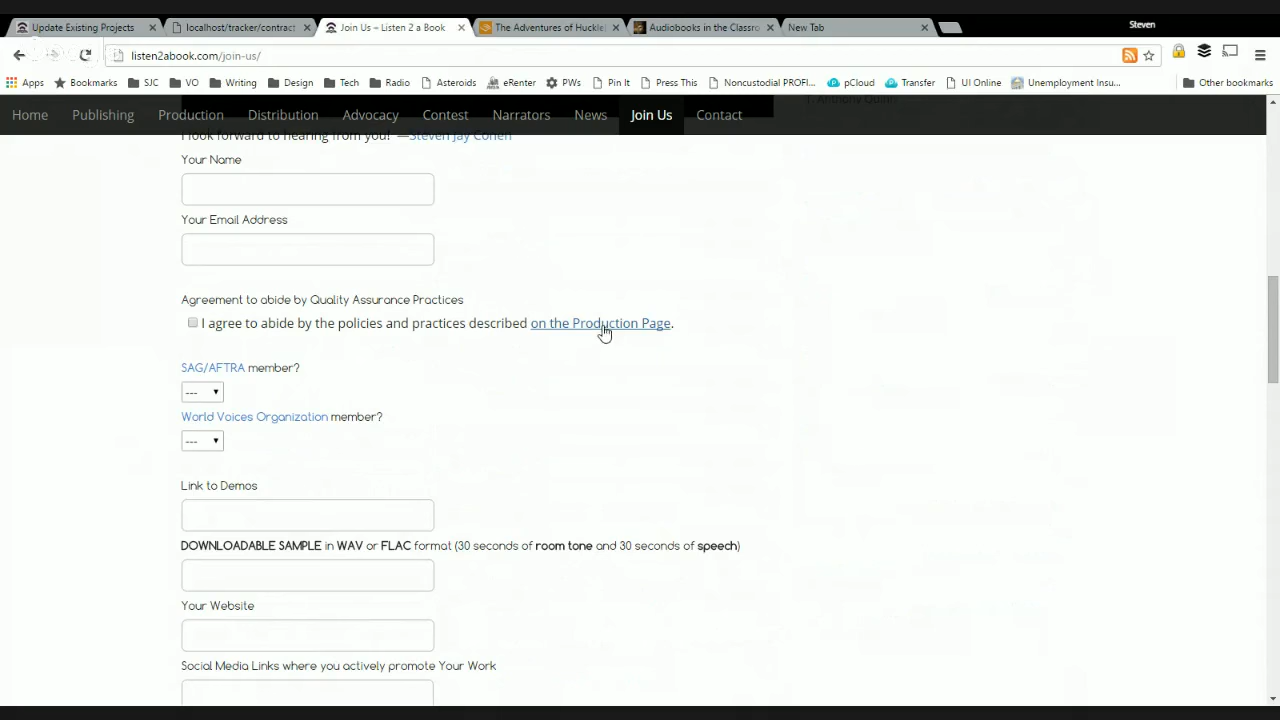 Steven
Update Existing Projects
localhost/tracker/contract
Join Us – Listen 2 a Book
The Adventures of Huckle
Audiobooks in the Classro
New Tab
listen2abook.com/join-us/
Apps Bookmarks SJC VO Writing Design Tech Radio Asteroids eRenter PWs Pin It Press This Noncustodial PROFI... pCloud Transfer UI Online Unemployment Insu... Other bookmarks
Home Publishing Production Distribution Advocacy Contest Narrators News Join Us Contact
1. Anthony Quinn
I look forward to hearing from you! —Steven Jay Cohen
Your Name
Your Email Address
Agreement to abide by Quality Assurance Practices
I agree to abide by the policies and practices described on the Production Page.
SAG/AFTRA member?
---
World Voices Organization member?
---
Link to Demos
DOWNLOADABLE SAMPLE in WAV or FLAC format (30 seconds of room tone and 30 seconds of speech)
Your Website
Social Media Links where you actively promote Your Work